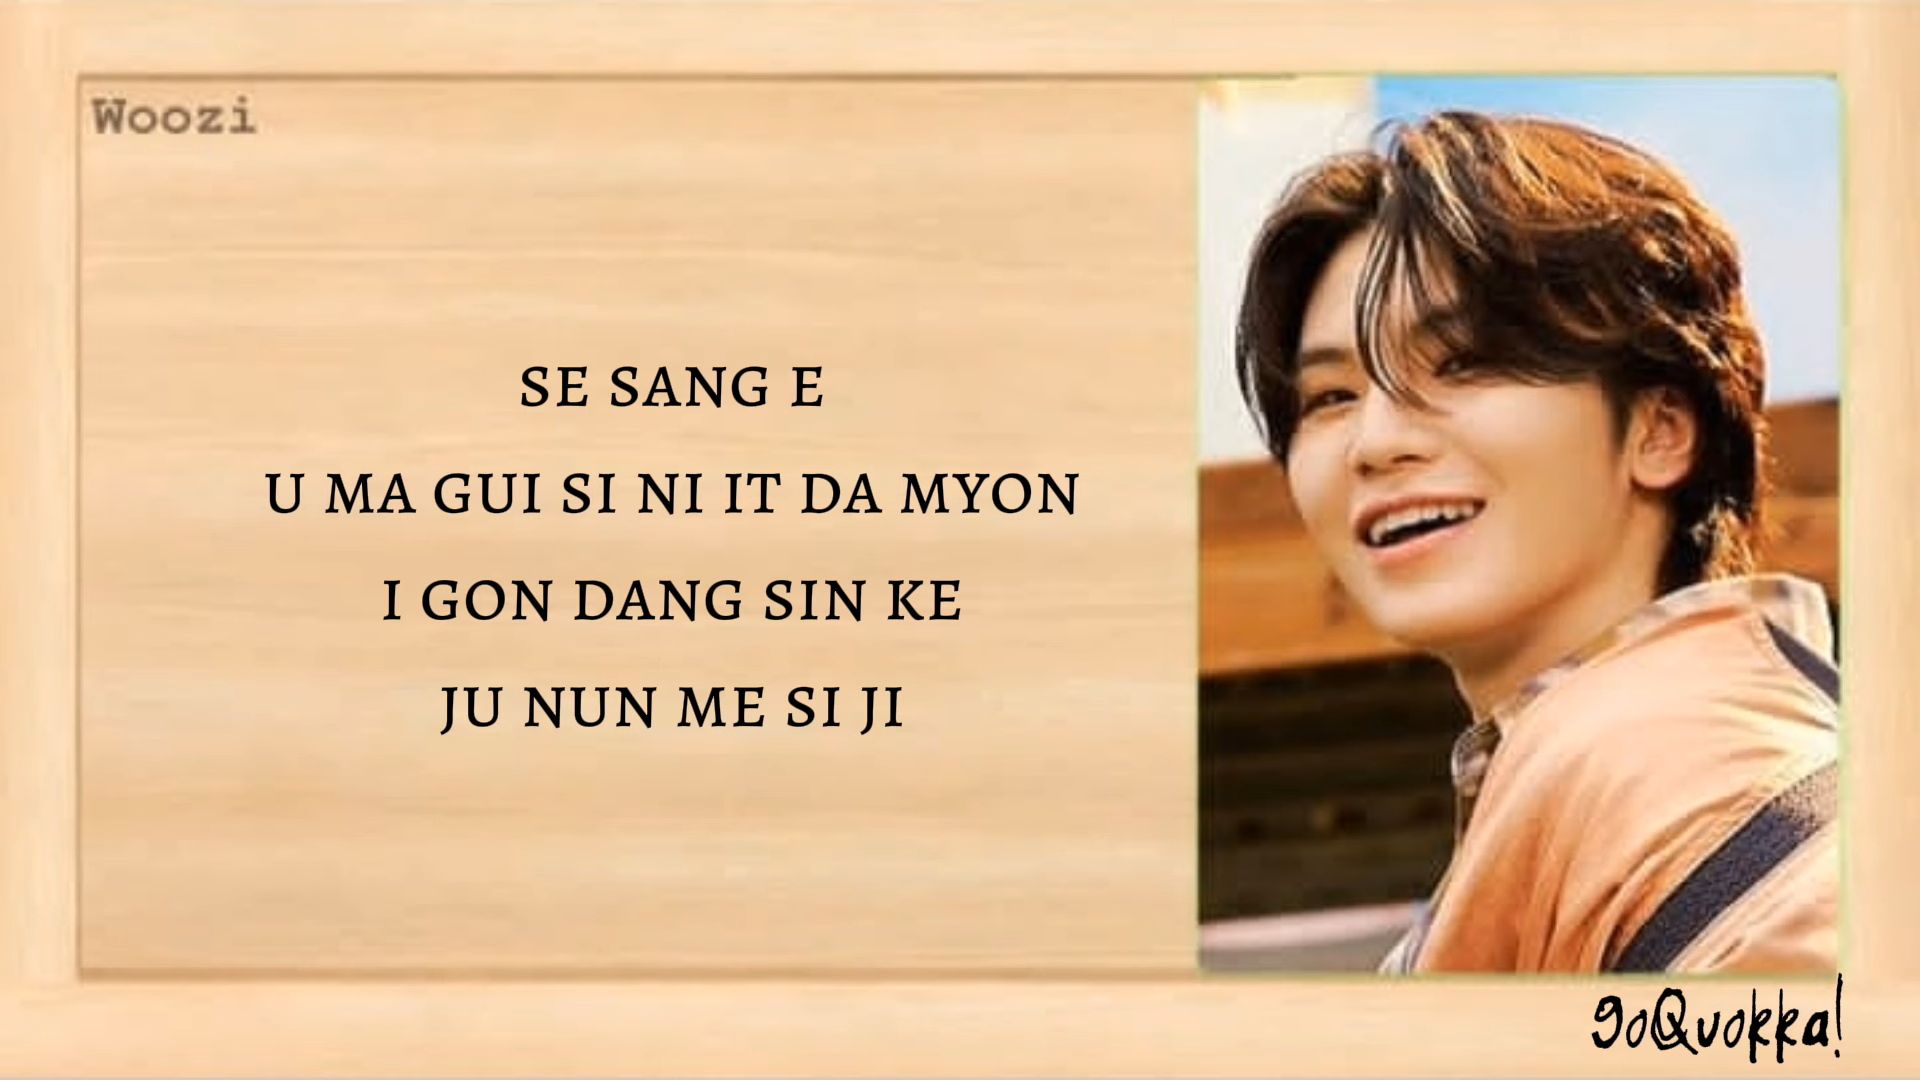 Woozi
SE SANG E
U MA GUI SI NI IT DA MYON
I GON DANG SIN KE
JU NUN ME SI JI
goQuokka!